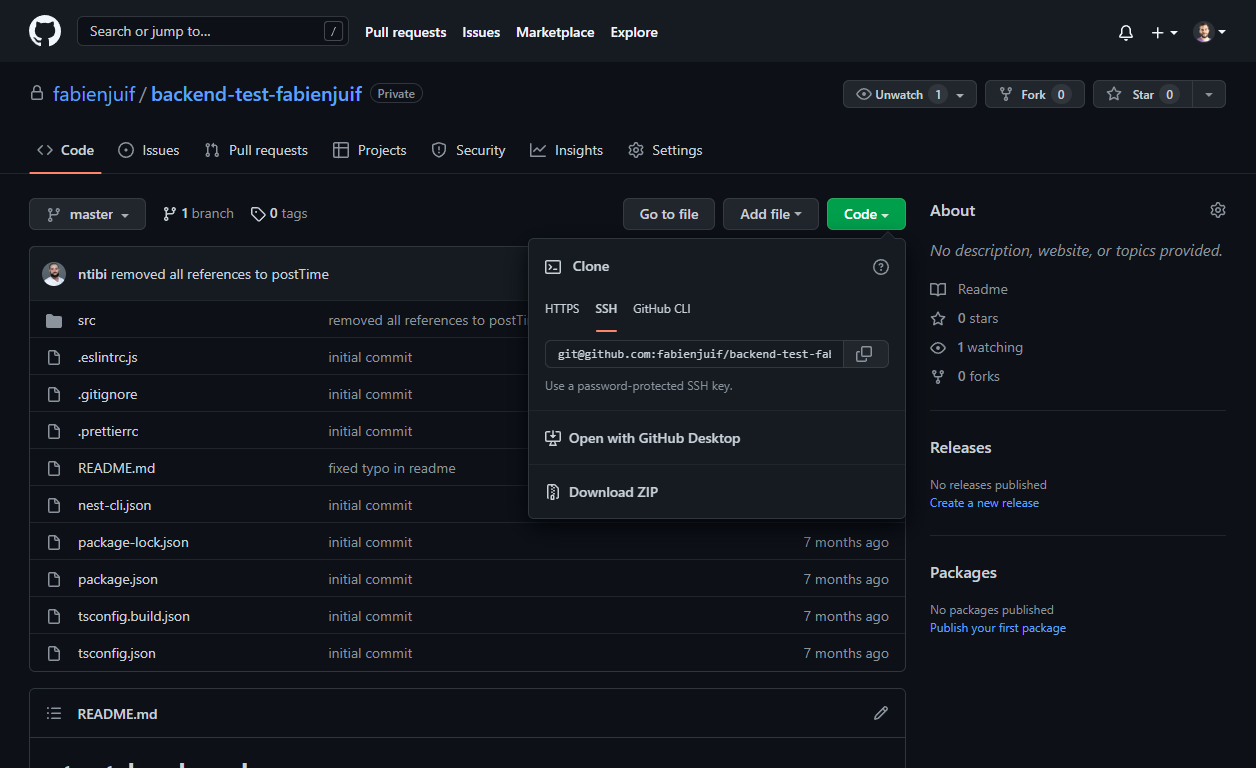 Search or jump to... /
Pull requests Issues Marketplace Explore
fabienjuif / backend-test-fabienjuif Private
Unwatch 1 Fork 0 Star 0
Code Issues Pull requests Projects Security Insights Settings
master 1 branch 0 tags
Go to file Add file Code
ntibi removed all references to postTime
src removed all references to
.eslintrc.js initial commit
.gitignore initial commit
.prettierrc initial commit
README.md fixed typo in readme
nest-cli.json initial commit
package-lock.json initial commit 7 months ago
package.json initial commit 7 months ago
tsconfig.build.json initial commit 7 months ago
tsconfig.json initial commit 7 months ago
Clone
HTTPS SSH GitHub CLI
git@github.com:fabienjuif/backend-test-fal
Use a password-protected SSH key.
Open with GitHub Desktop
Download ZIP
README.md
About
No description, website, or topics provided.
Readme
0 stars
1 watching
0 forks
Releases
No releases published
Create a new release
Packages
No packages published
Publish your first package